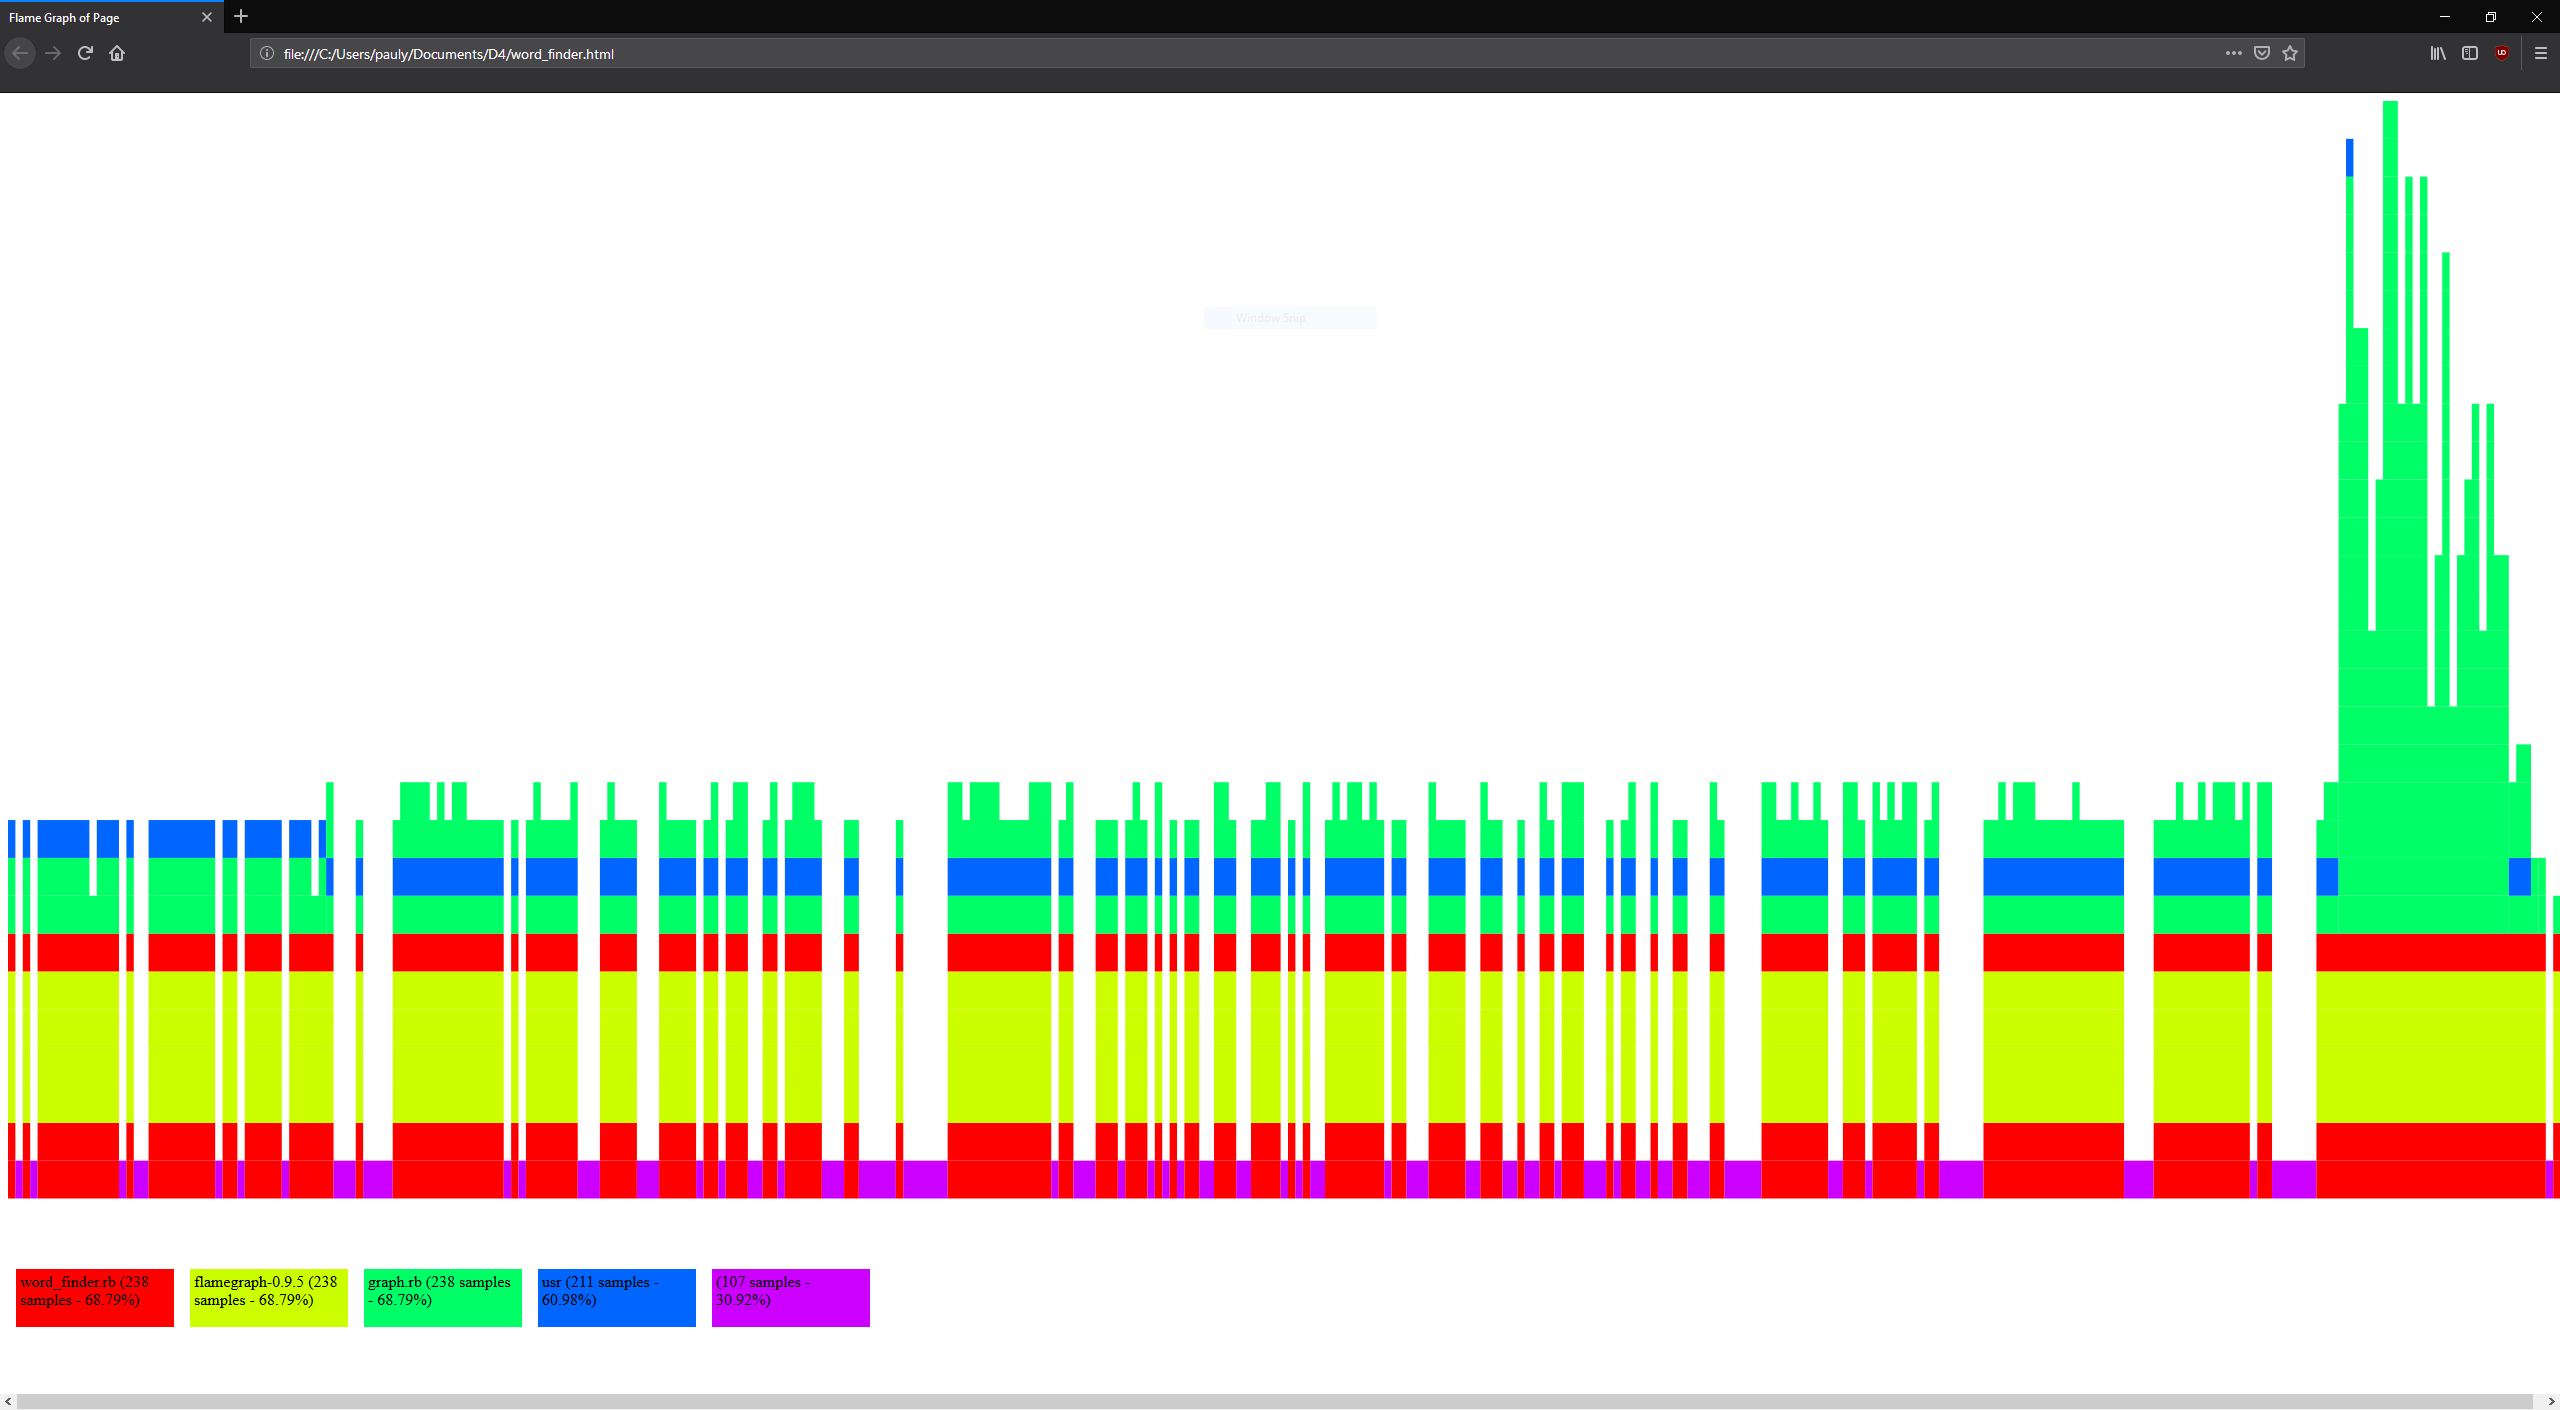 Flame Graph of Page
file:///C:/Users/pauly/Documents/D4/word_finder.html
Window Snip
word_finder.rb (238
samples - 68.79%)
flamegraph-0.9.5 (238
samples - 68.79%)
graph.rb (238 samples
- 68.79%)
usr (211 samples -
60.98%)
(107 samples -
30.92%)